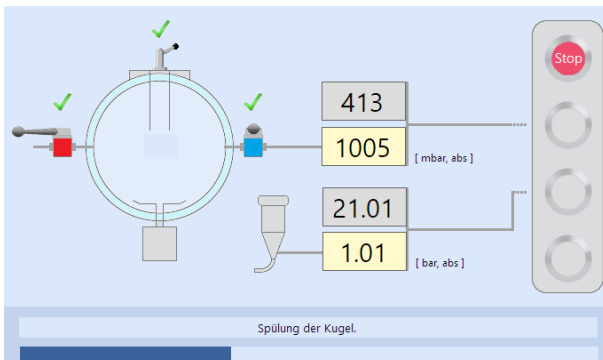 Stop
413
1005
[ mbar, abs ]
21.01
1.01
[ bar, abs ]
Spülung der Kugel.